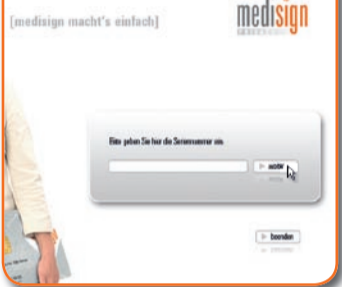 [medisign macht's einfach]
medisign
Bitte geben Sie hier die Seriennummer ein.
weiter
beenden